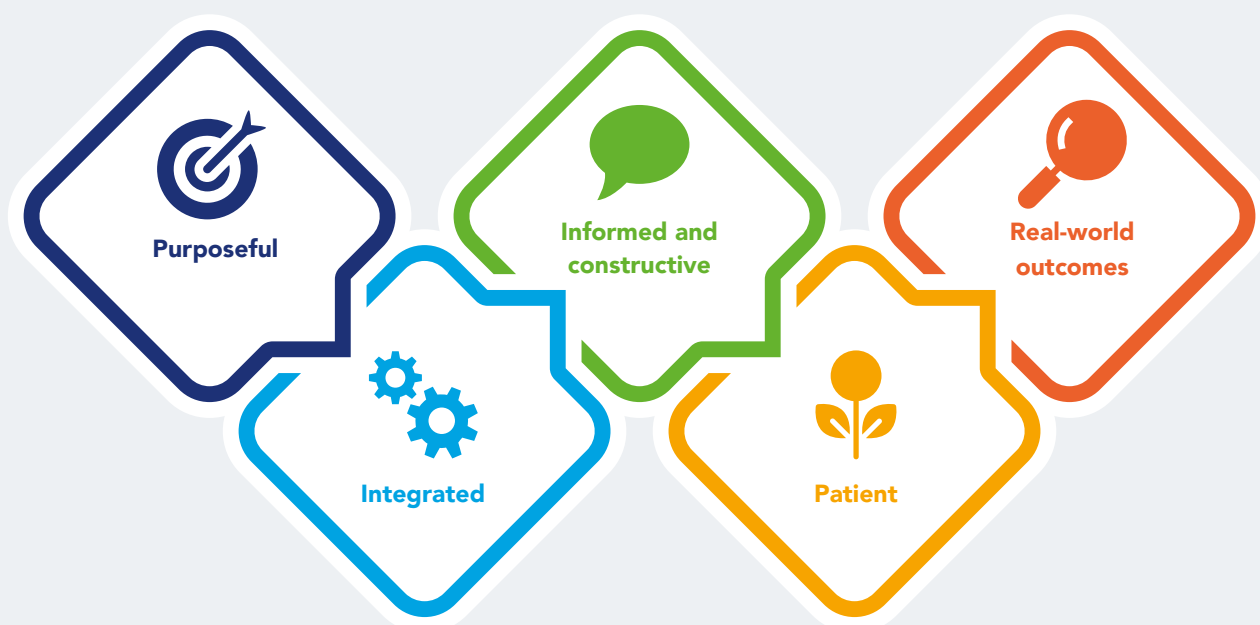 Purposeful
Integrated
Informed and
constructive
Patient
Real-world
outcomes